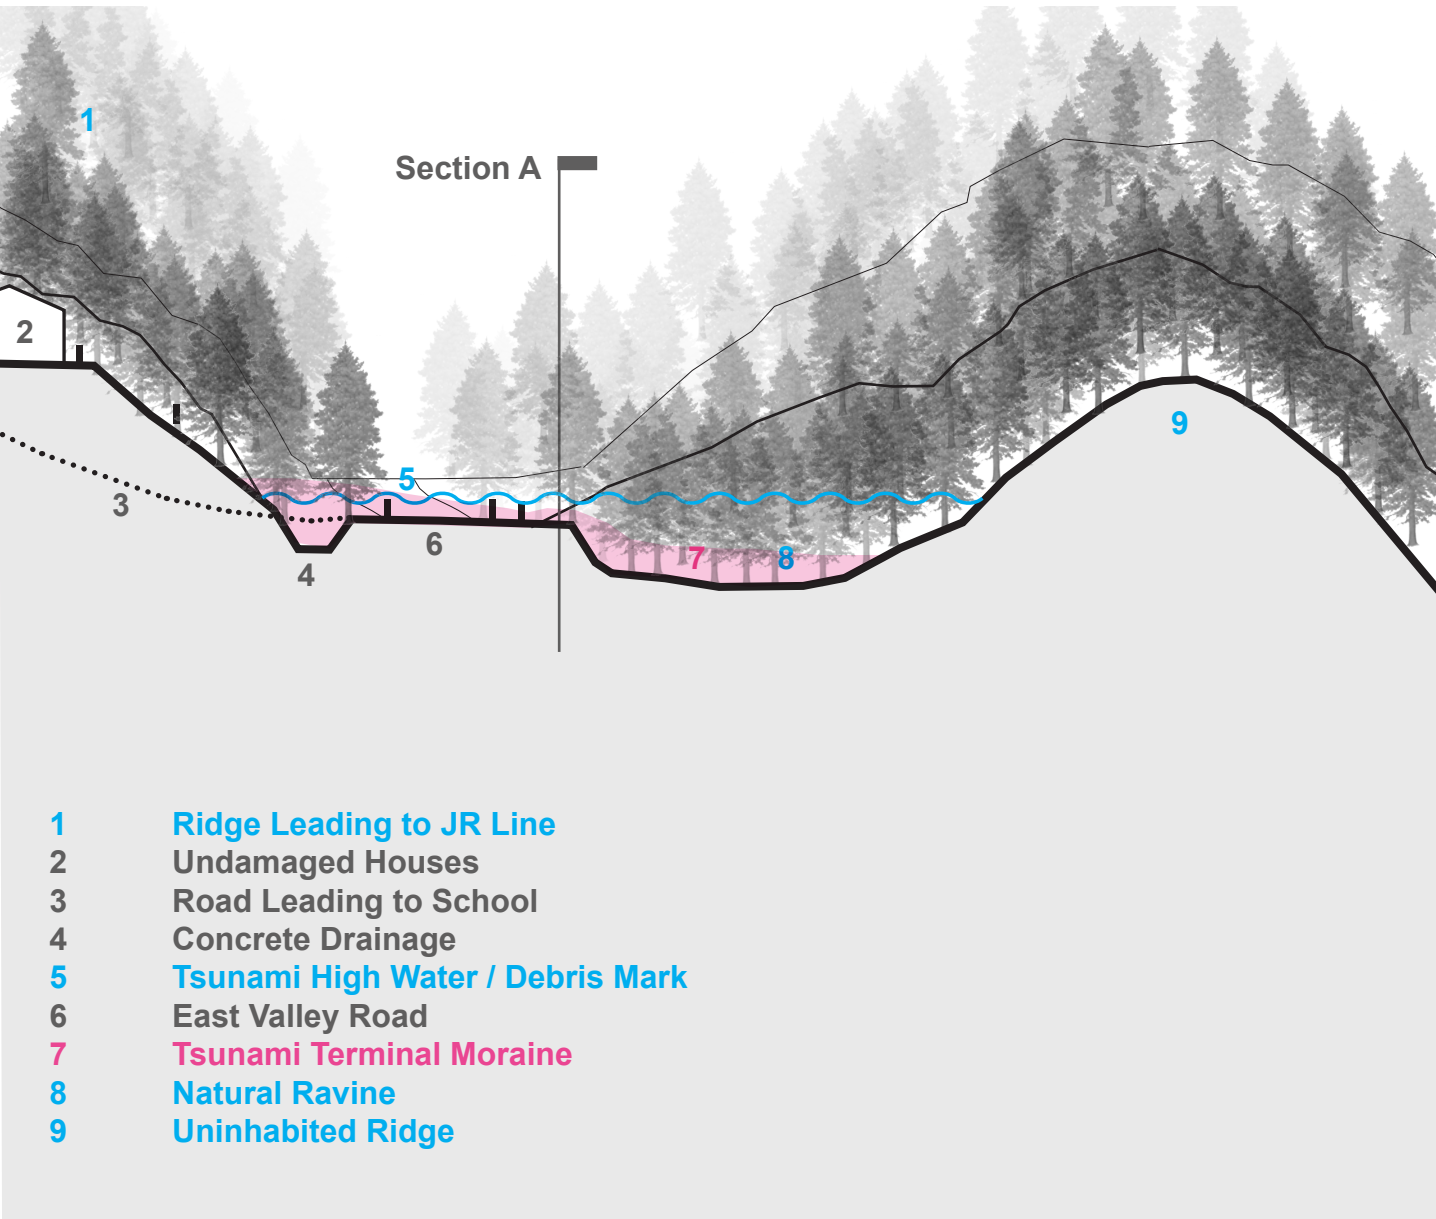 1
Section A
2
9
5
3
6
7
8
4
1 Ridge Leading to JR Line
2 Undamaged Houses
3 Road Leading to School
4 Concrete Drainage
5 Tsunami High Water / Debris Mark
6 East Valley Road
7 Tsunami Terminal Moraine
8 Natural Ravine
9 Uninhabited Ridge